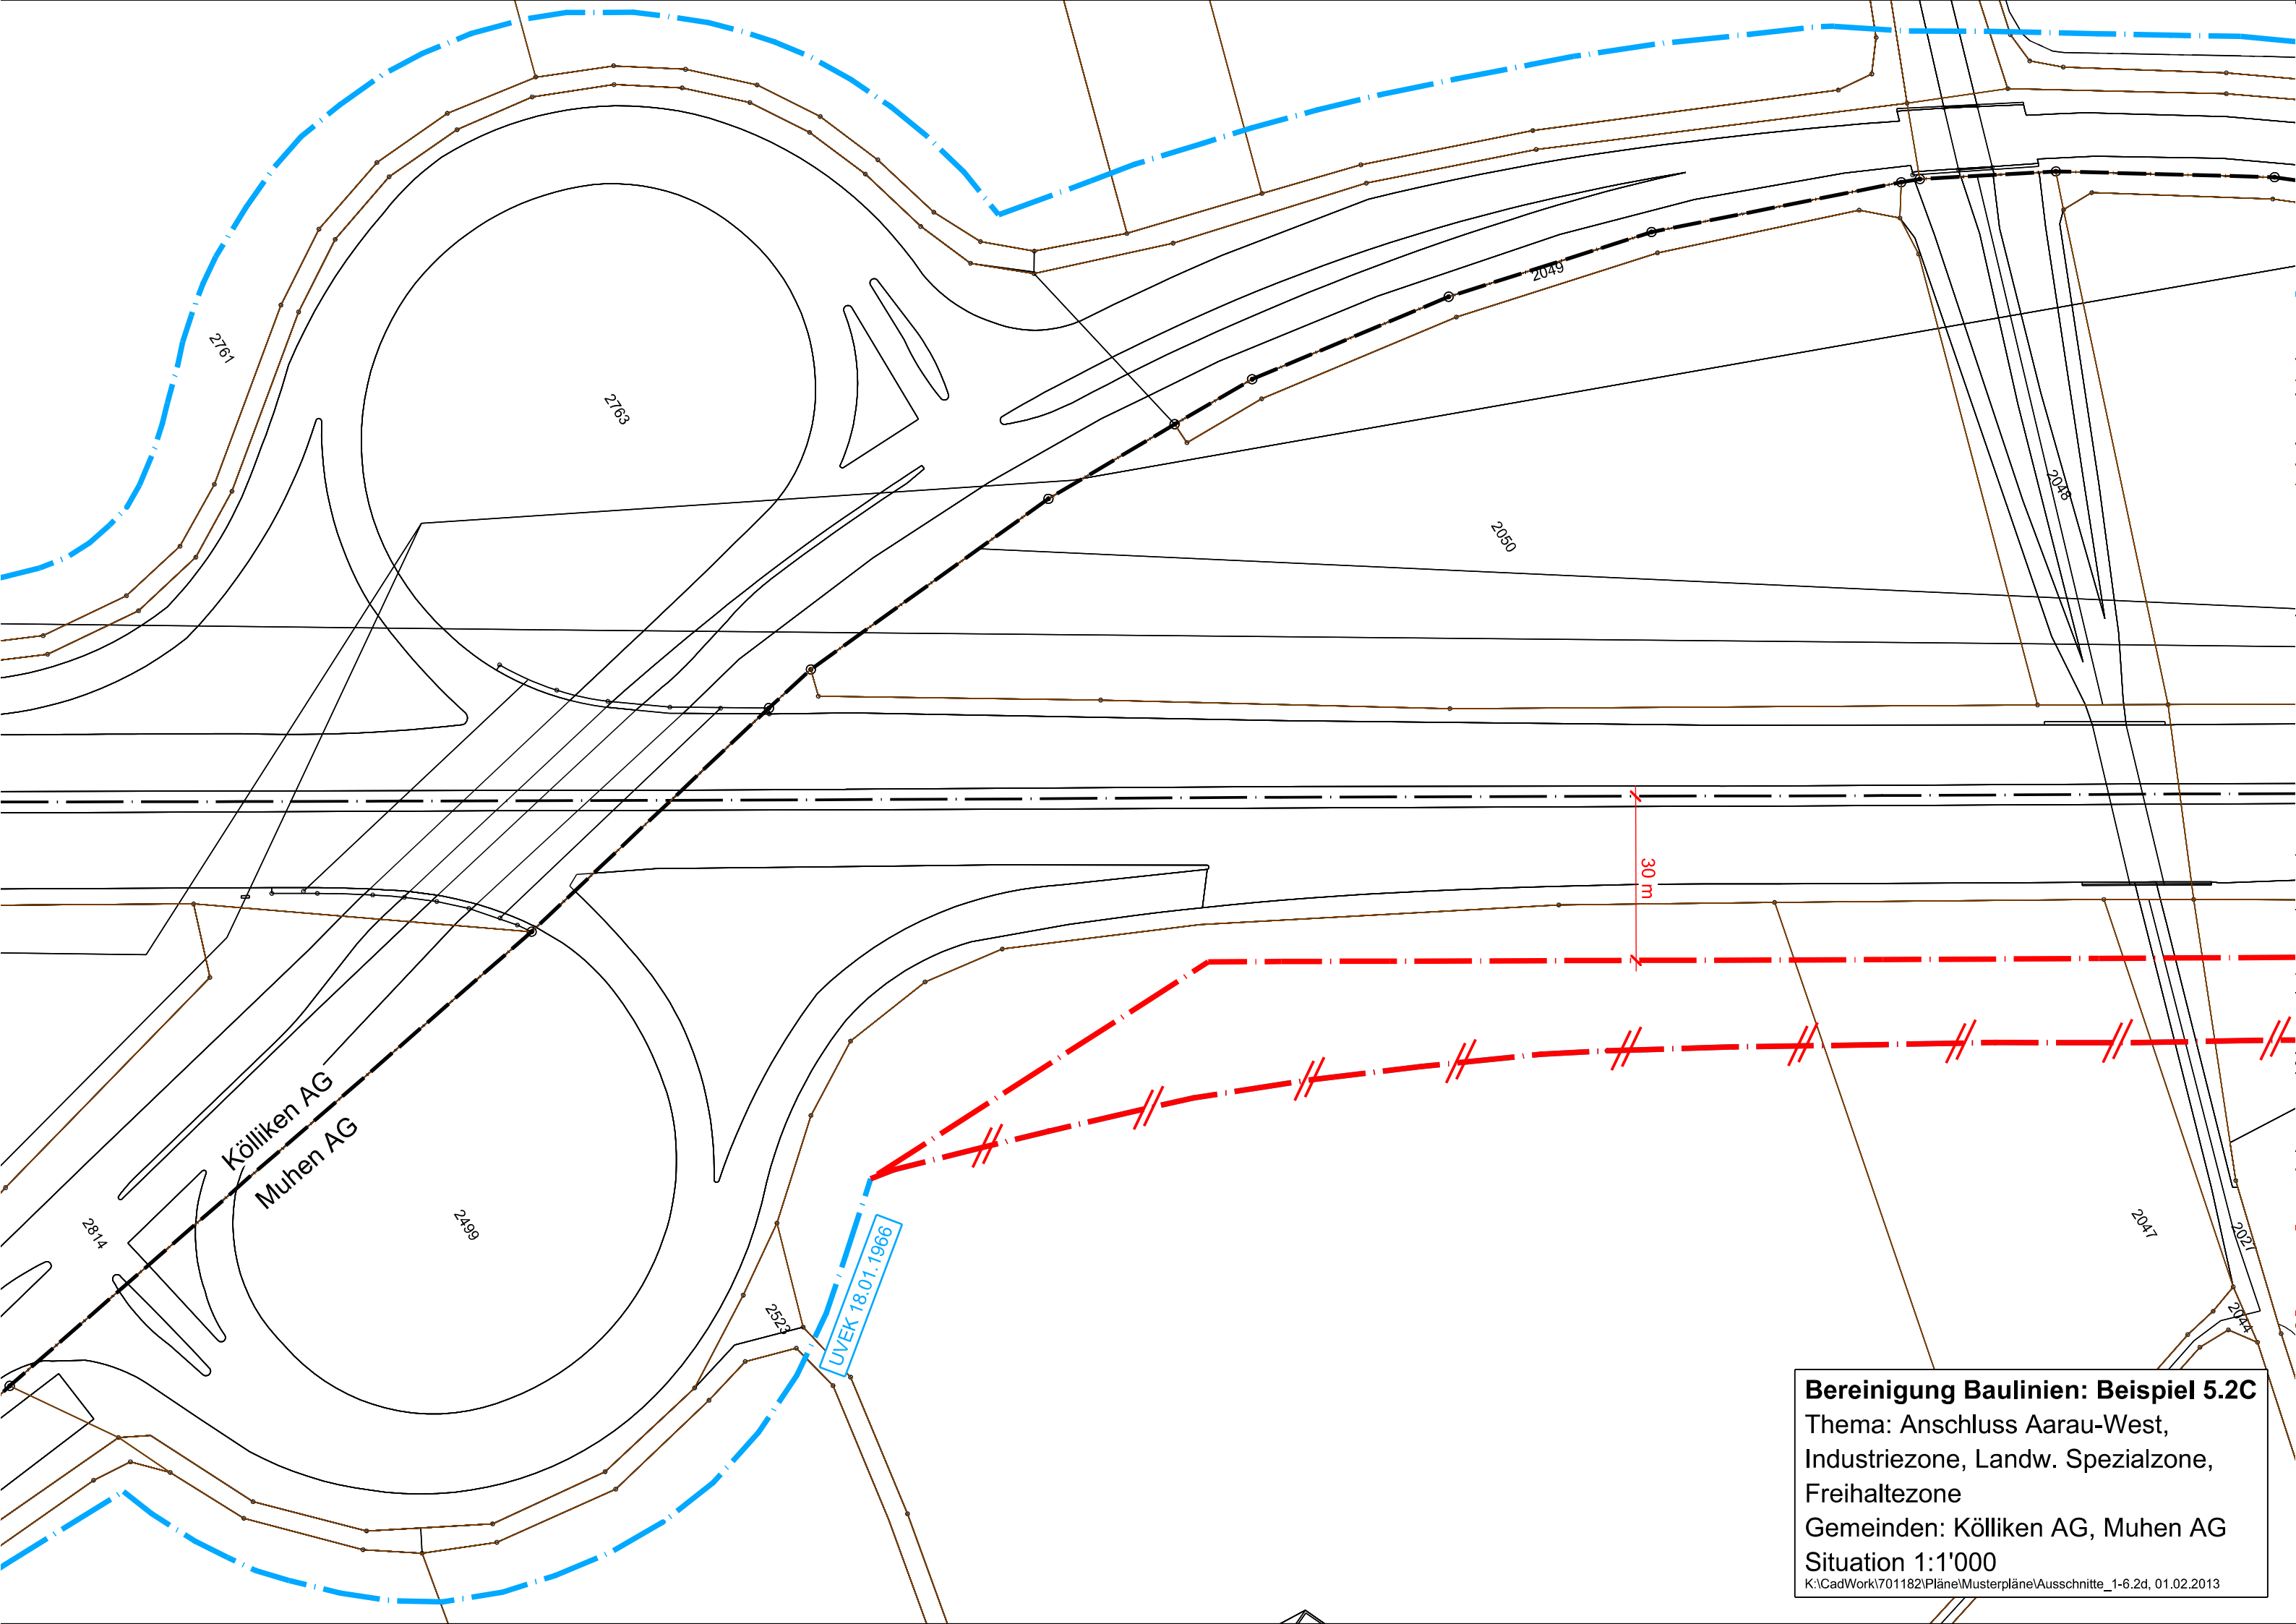 2761
2763
2049
2048
2050
30 m
Kölliken AG
Muhen AG
2814
2499
2523
UVEK 18.01.1966
2047
2027
2044
Bereinigung Baulinien: Beispiel 5.2C
Thema: Anschluss Aarau-West,
Industriezone, Landw. Spezialzone,
Freihaltezone
Gemeinden: Kölliken AG, Muhen AG
Situation 1:1'000
K:\CadWork\701182\Pläne\Musterpläne\Ausschnitte_1-6.2d, 01.02.2013